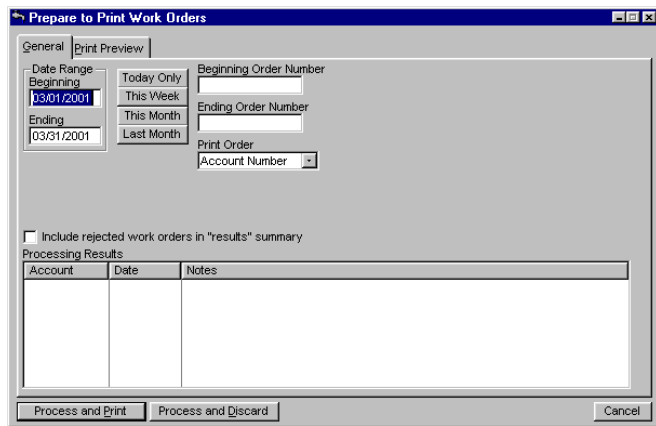 Prepare to Print Work Orders
General
Print Preview
Date Range
Beginning
03/01/2001
Ending
03/31/2001
Today Only
This Week
This Month
Last Month
Beginning Order Number
Ending Order Number
Print Order
Account Number
Include rejected work orders in "results" summary
Processing Results
Account Date Notes
Process and Print Process and Discard Cancel